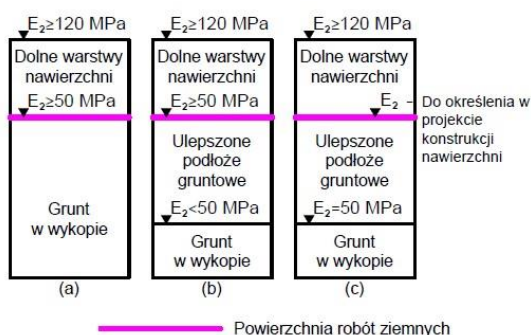 E₂≥120 MPa
Dolne warstwy
nawierzchni
E₂≥50 MPa
Grunt
w wykopie
(a)
E₂≥120 MPa
Dolne warstwy
nawierzchni
E₂≥50 MPa
Ulepszone
podłoże
gruntowe
E₂<50 MPa
Grunt
w wykopie
(b)
E₂≥120 MPa
Dolne warstwy
nawierzchni
E₂ -
Ulepszone
podłoże
gruntowe
E₂=50 MPa
Grunt
w wykopie
(c)
Do określenia w
projekcie
konstrukcji
nawierzchni
Powierzchnia robót ziemnych